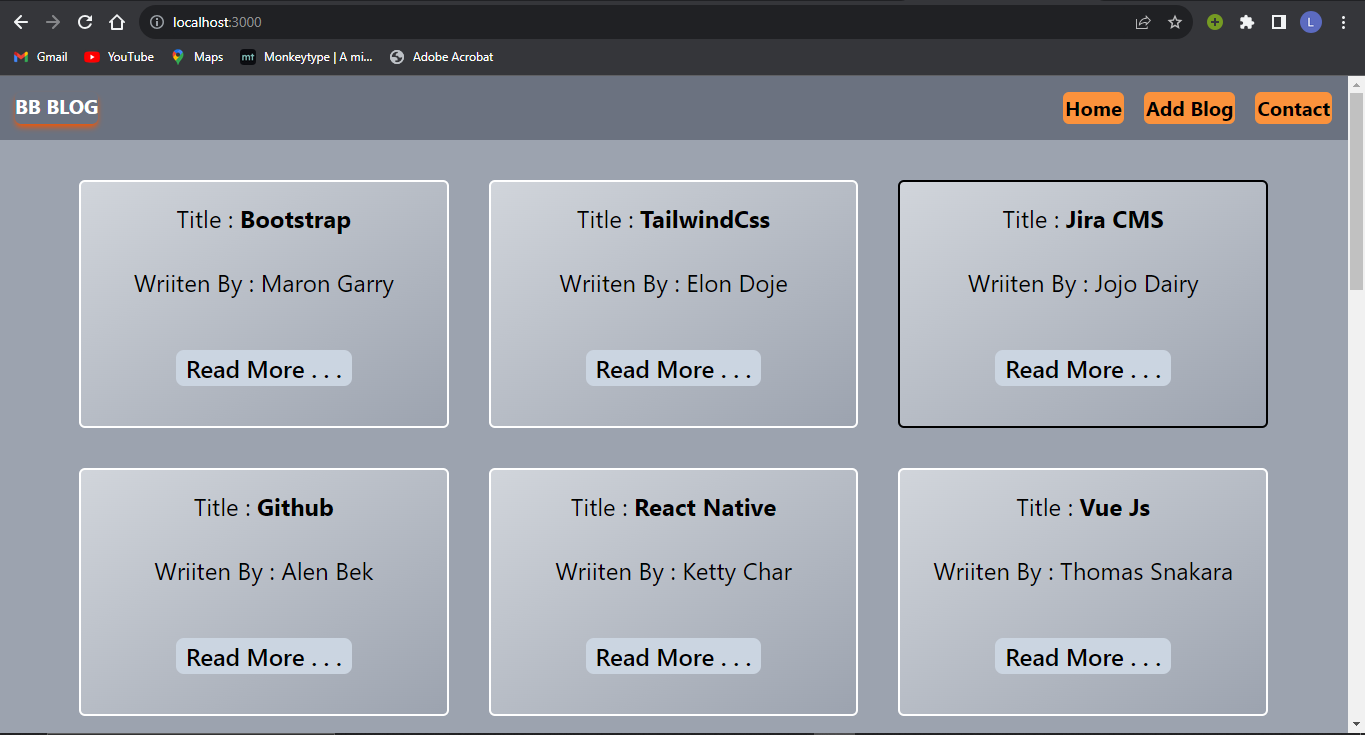 localhost:3000
L
Gmail YouTube Maps mt Monkeytype | A mi... Adobe Acrobat
BB BLOG Home Add Blog Contact
Title : Bootstrap Title : TailwindCss Title : Jira CMS
Wriiten By : Maron Garry Wriiten By : Elon Doje Wriiten By : Jojo Dairy
Read More . . . Read More . . . Read More . . .
Title : Github Title : React Native Title : Vue Js
Wriiten By : Alen Bek Wriiten By : Ketty Char Wriiten By : Thomas Snakara
Read More . . . Read More . . . Read More . . .